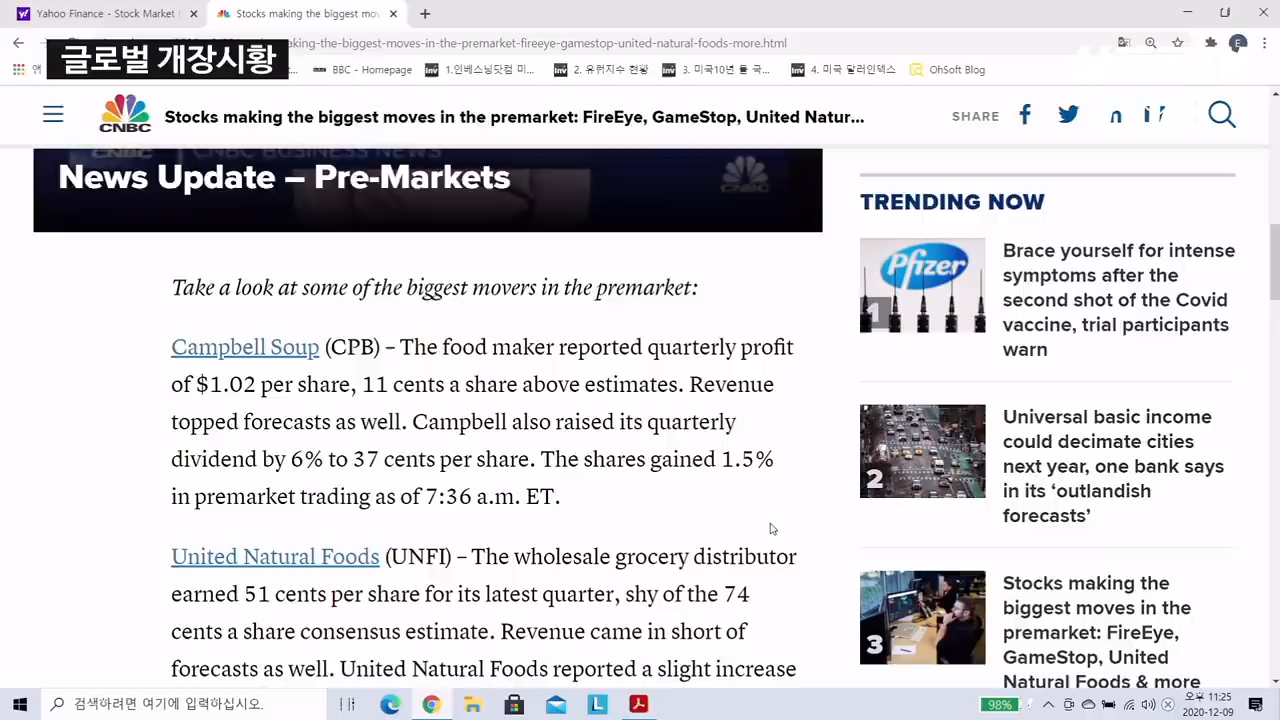 Yahoo Finance - Stock Market
Stocks making the biggest mov
aking-the-biggest-moves-in-the-premarket-fireeye-gamestop-united-natural-foods-more.html
글로벌 개장시황
BBC - Homepage
1.인베스닝닷컴 미...
2. 유럽지수 현황
3. 미국10년 물 국...
4. 미국 달러인덱스
OhSoft Blog
CNBC
Stocks making the biggest moves in the premarket: FireEye, GameStop, United Natur...
SHARE
CNBC BUSINESS NEWS
News Update – Pre-Markets
CNBC
Take a look at some of the biggest movers in the premarket:
Campbell Soup (CPB) – The food maker reported quarterly profit
of $1.02 per share, 11 cents a share above estimates. Revenue
topped forecasts as well. Campbell also raised its quarterly
dividend by 6% to 37 cents per share. The shares gained 1.5%
in premarket trading as of 7:36 a.m. ET.
United Natural Foods (UNFI) – The wholesale grocery distributor
earned 51 cents per share for its latest quarter, shy of the 74
cents a share consensus estimate. Revenue came in short of
forecasts as well. United Natural Foods reported a slight increase
TRENDING NOW
Pfizer
1
Brace yourself for intense
symptoms after the
second shot of the Covid
vaccine, trial participants
warn
2
Universal basic income
could decimate cities
next year, one bank says
in its ‘outlandish
forecasts’
3
Stocks making the
biggest moves in the
premarket: FireEye,
GameStop, United
Natural Foods & more
검색하려면 여기에 입력하십시오.
98%
오후 11:25
2020-12-09